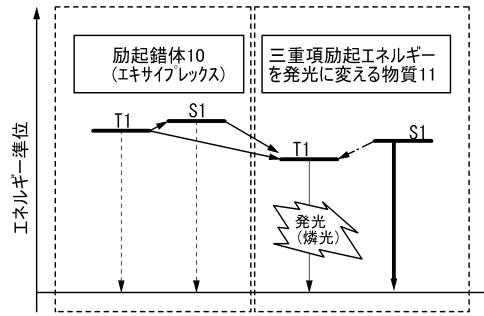 励起錯体10
(エキサイプレックス)
三重項励起エネルギー
を発光に変える物質11
T1
S1
T1
S1
発光
(燐光)
エネルギー準位